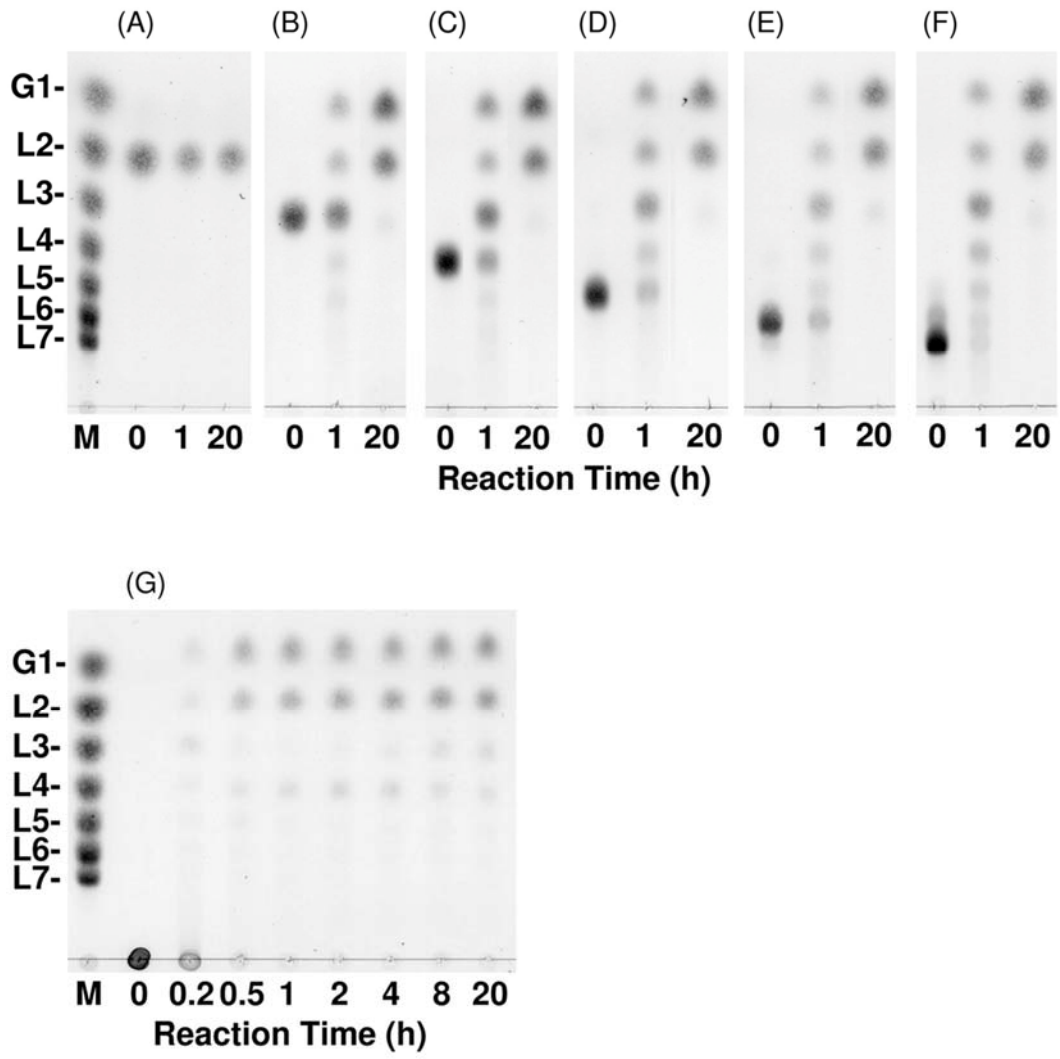 (A) (B) (C) (D) (E) (F)
G1-
L2-
L3-
L4-
L5-
L6-
L7-
M 0 1 20 0 1 20 0 1 20 0 1 20 0 1 20 0 1 20
Reaction Time (h)
(G)
G1-
L2-
L3-
L4-
L5-
L6-
L7-
M 0 0.2 0.5 1 2 4 8 20
Reaction Time (h)